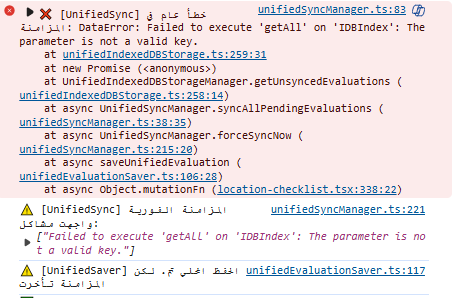 [UnifiedSync] خطأ عام في المزامنة: DataError: Failed to execute 'getAll' on 'IDBIndex': The parameter is not a valid key. unifiedSyncManager.ts:83
at unifiedIndexedDBStorage.ts:259:31
at new Promise (<anonymous>)
at UnifiedIndexedDBStorageManager.getUnsyncedEvaluations (
unifiedIndexedDBStorage.ts:258:14)
at async UnifiedSyncManager.syncAllPendingEvaluations (
unifiedSyncManager.ts:38:35)
at async UnifiedSyncManager.forceSyncNow (
unifiedSyncManager.ts:215:20)
at async saveUnifiedEvaluation (
unifiedEvaluationSaver.ts:106:28)
at async Object.mutationFn (location-checklist.tsx:338:22)
[UnifiedSync] المزامنة الفورية unifiedSyncManager.ts:221
واجهت مشاكل:
["Failed to execute 'getAll' on 'IDBIndex': The parameter is no
t a valid key."]
[UnifiedSaver] الحفظ المحلي تم، لكن unifiedEvaluationSaver.ts:117
المزامنة تأخرت